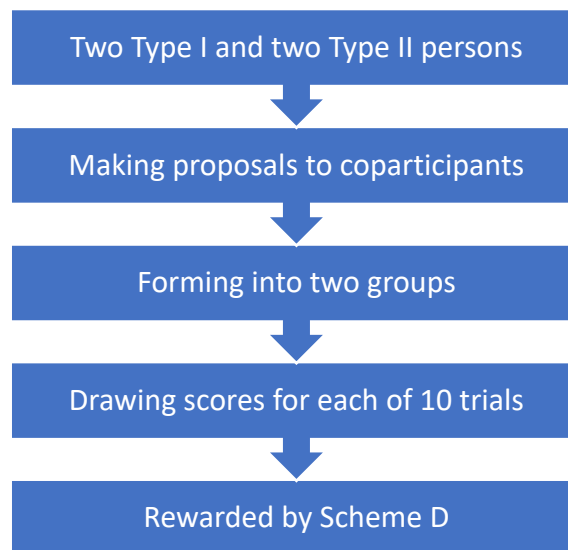 Two Type I and two Type II persons
Making proposals to coparticipants
Forming into two groups
Drawing scores for each of 10 trials
Rewarded by Scheme D